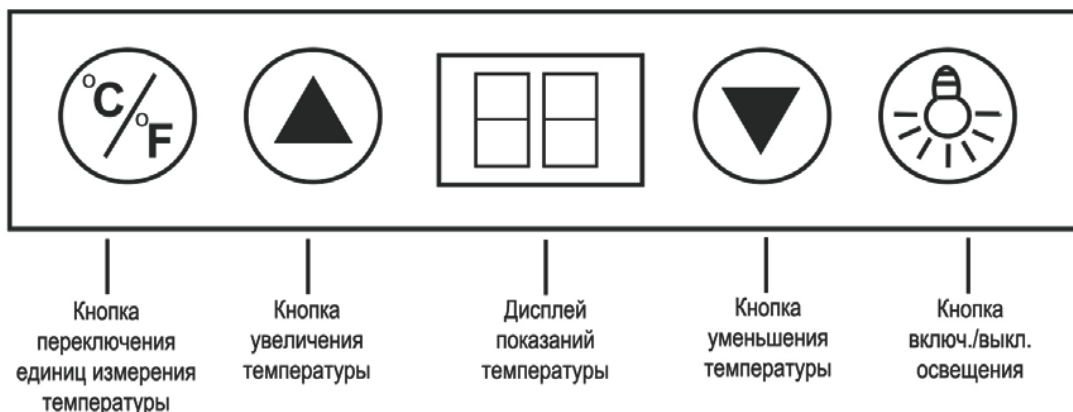 °C/°F
Кнопка
переключения
единиц измерения
температуры
Кнопка
увеличения
температуры
Дисплей
показаний
температуры
Кнопка
уменьшения
температуры
Кнопка
включ./выкл.
освещения